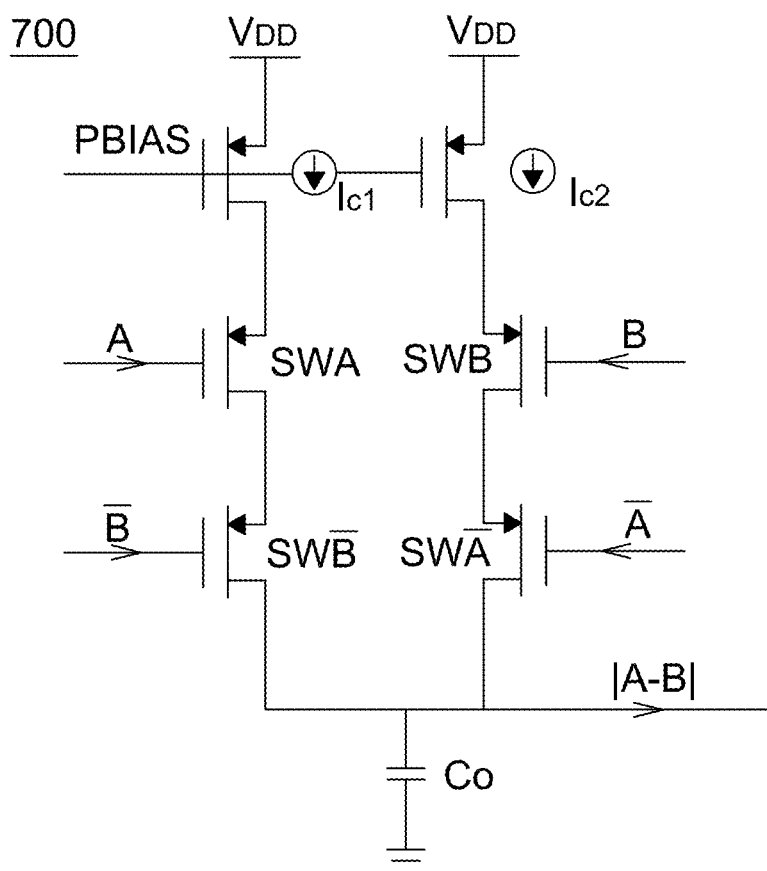 700
VDD
VDD
PBIAS
Ic1
Ic2
A
SWA
SWB
B
B̅
SWB̅
SWA̅
A̅
|A-B|
Co